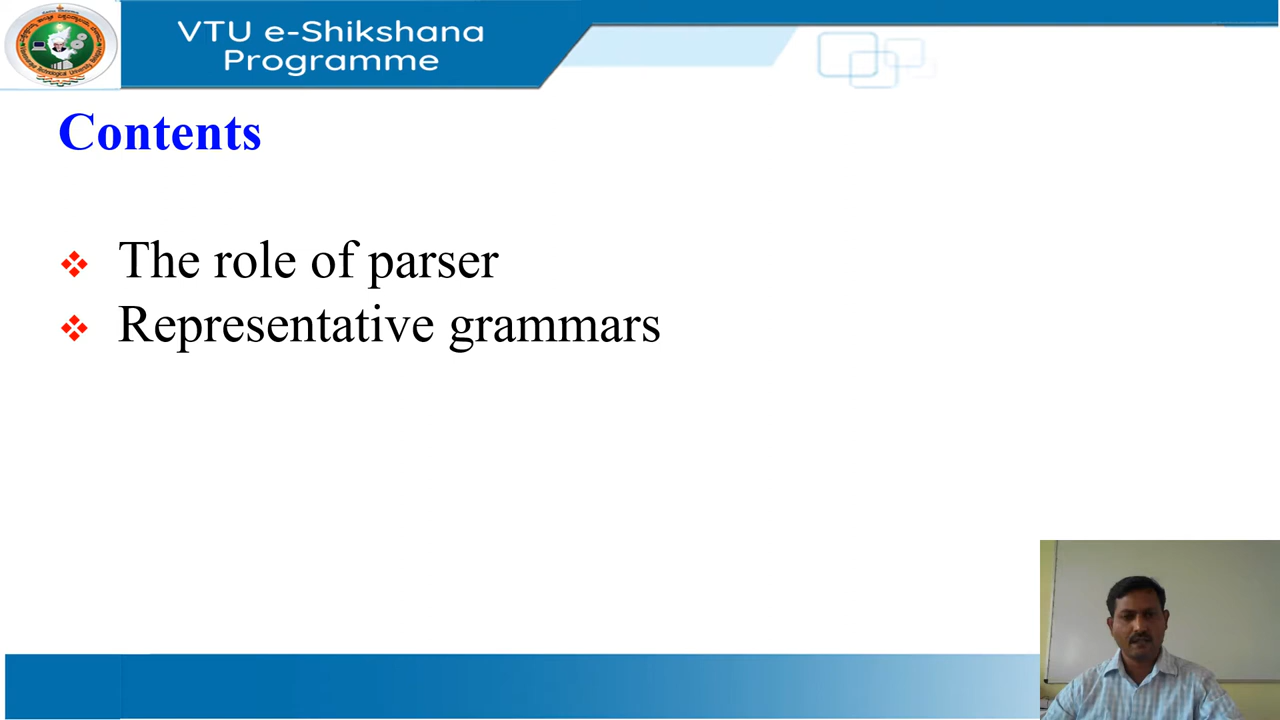 VTU e-Shikshana
Programme
Contents
The role of parser
Representative grammars